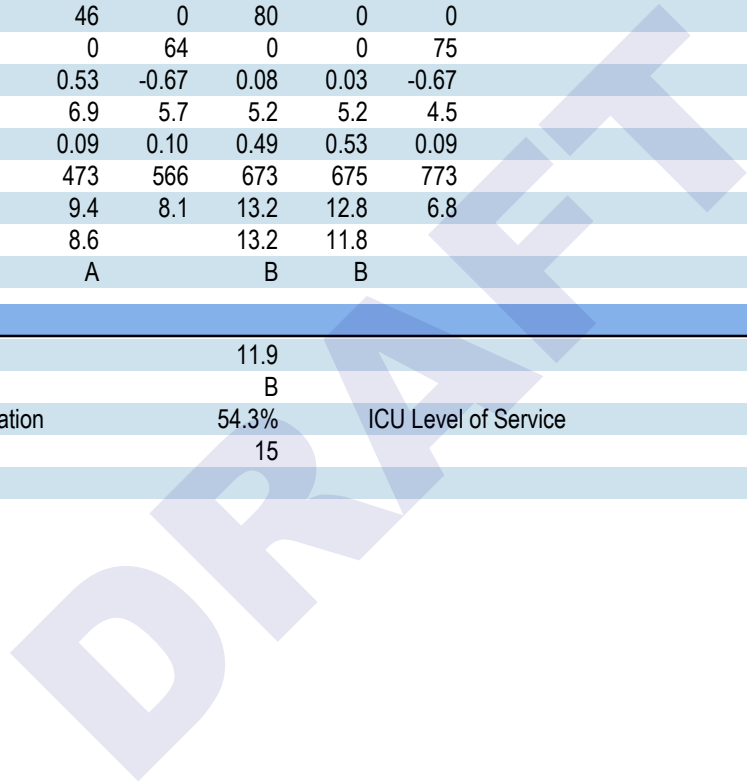 46 0 80 0 0
0 64 0 0 75
0.53 -0.67 0.08 0.03 -0.67
6.9 5.7 5.2 5.2 4.5
0.09 0.10 0.49 0.53 0.09
473 566 673 675 773
9.4 8.1 13.2 12.8 6.8
8.6 13.2 11.8
A B B
11.9
B
ation 54.3% ICU Level of Service
15
DRAFT